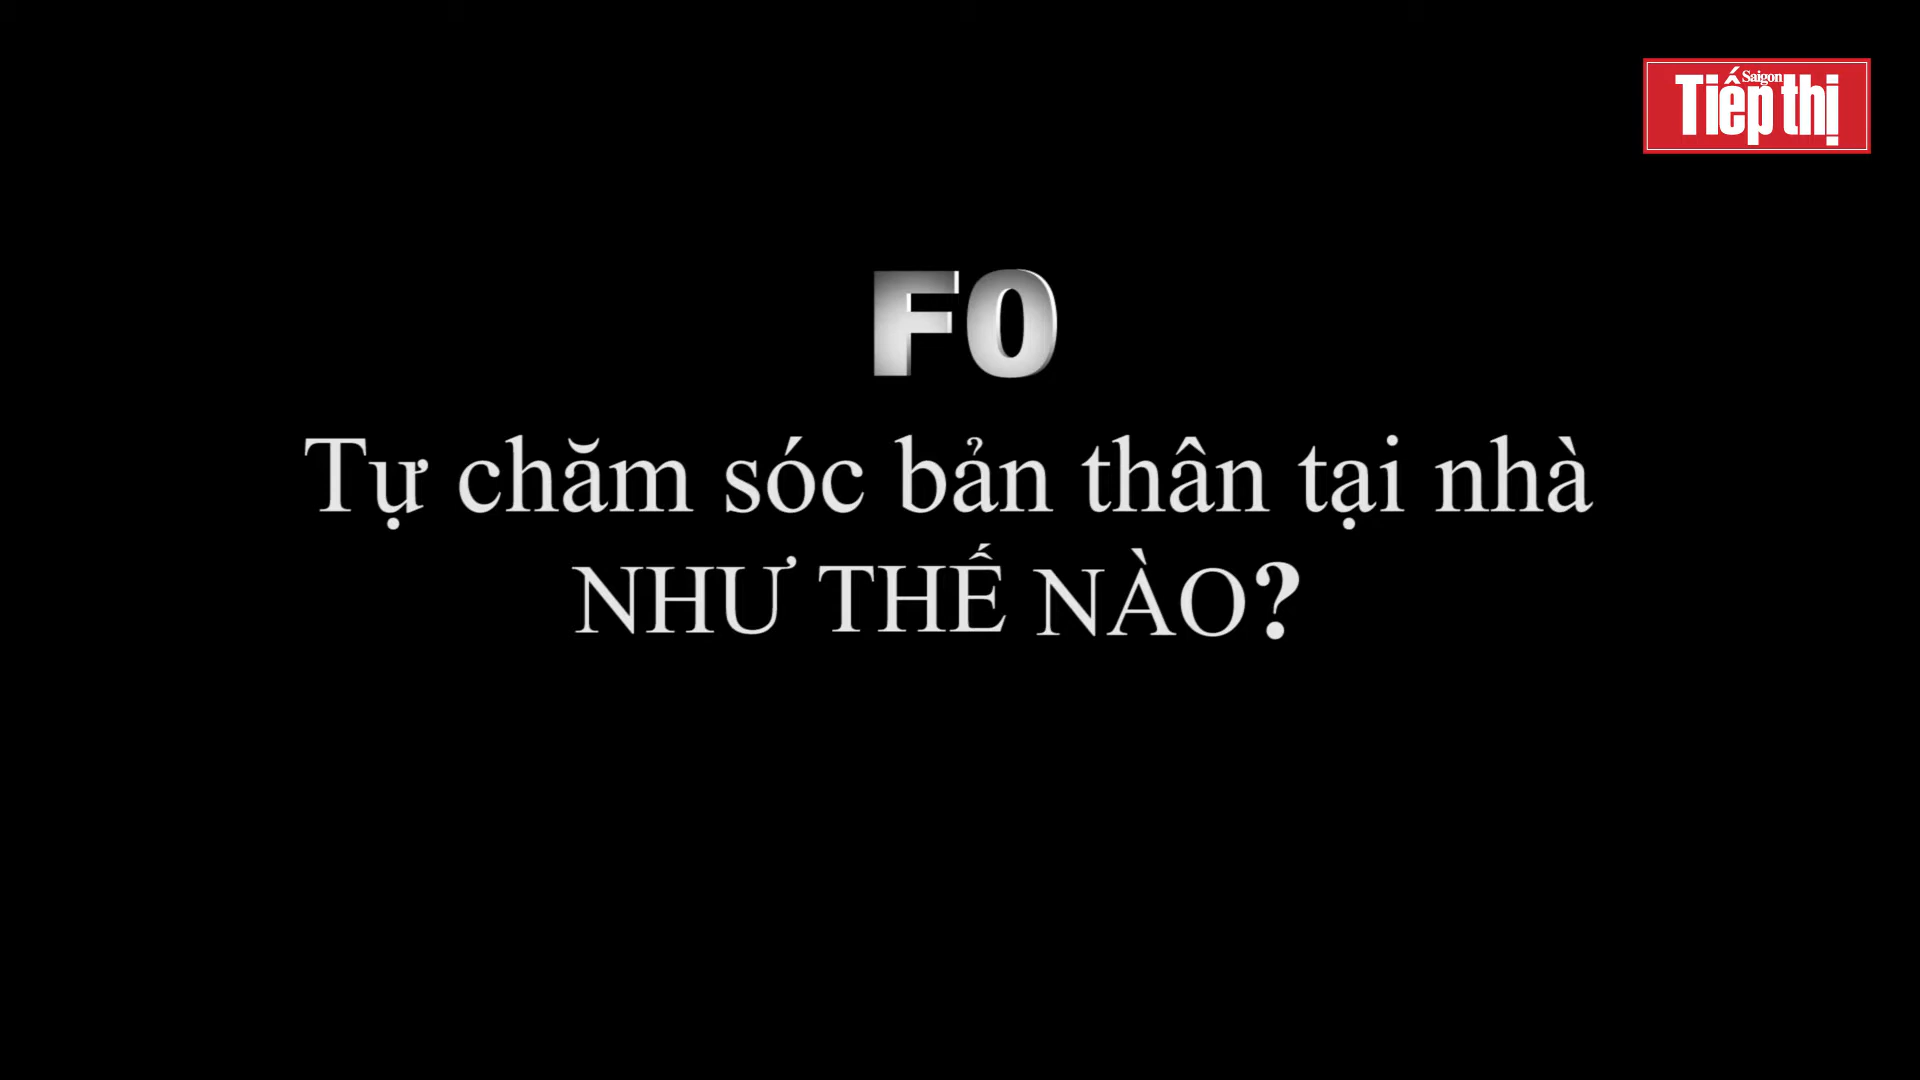 Saigon
Tiếp thị
F0
Tự chăm sóc bản thân tại nhà
NHƯ THẾ NÀO?